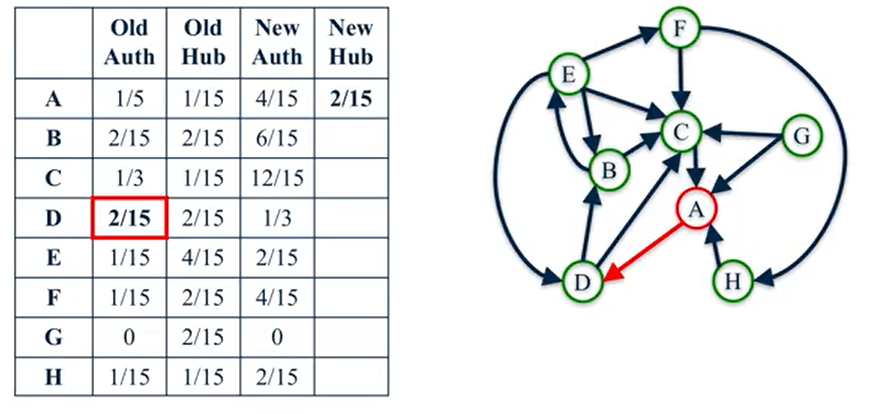 Old Auth Old Hub New Auth New Hub
A 1/5 1/15 4/15 2/15
B 2/15 2/15 6/15
C 1/3 1/15 12/15
D 2/15 2/15 1/3
E 1/15 4/15 2/15
F 1/15 2/15 4/15
G 0 2/15 0
H 1/15 1/15 2/15
F
E
C
G
B
A
D
H